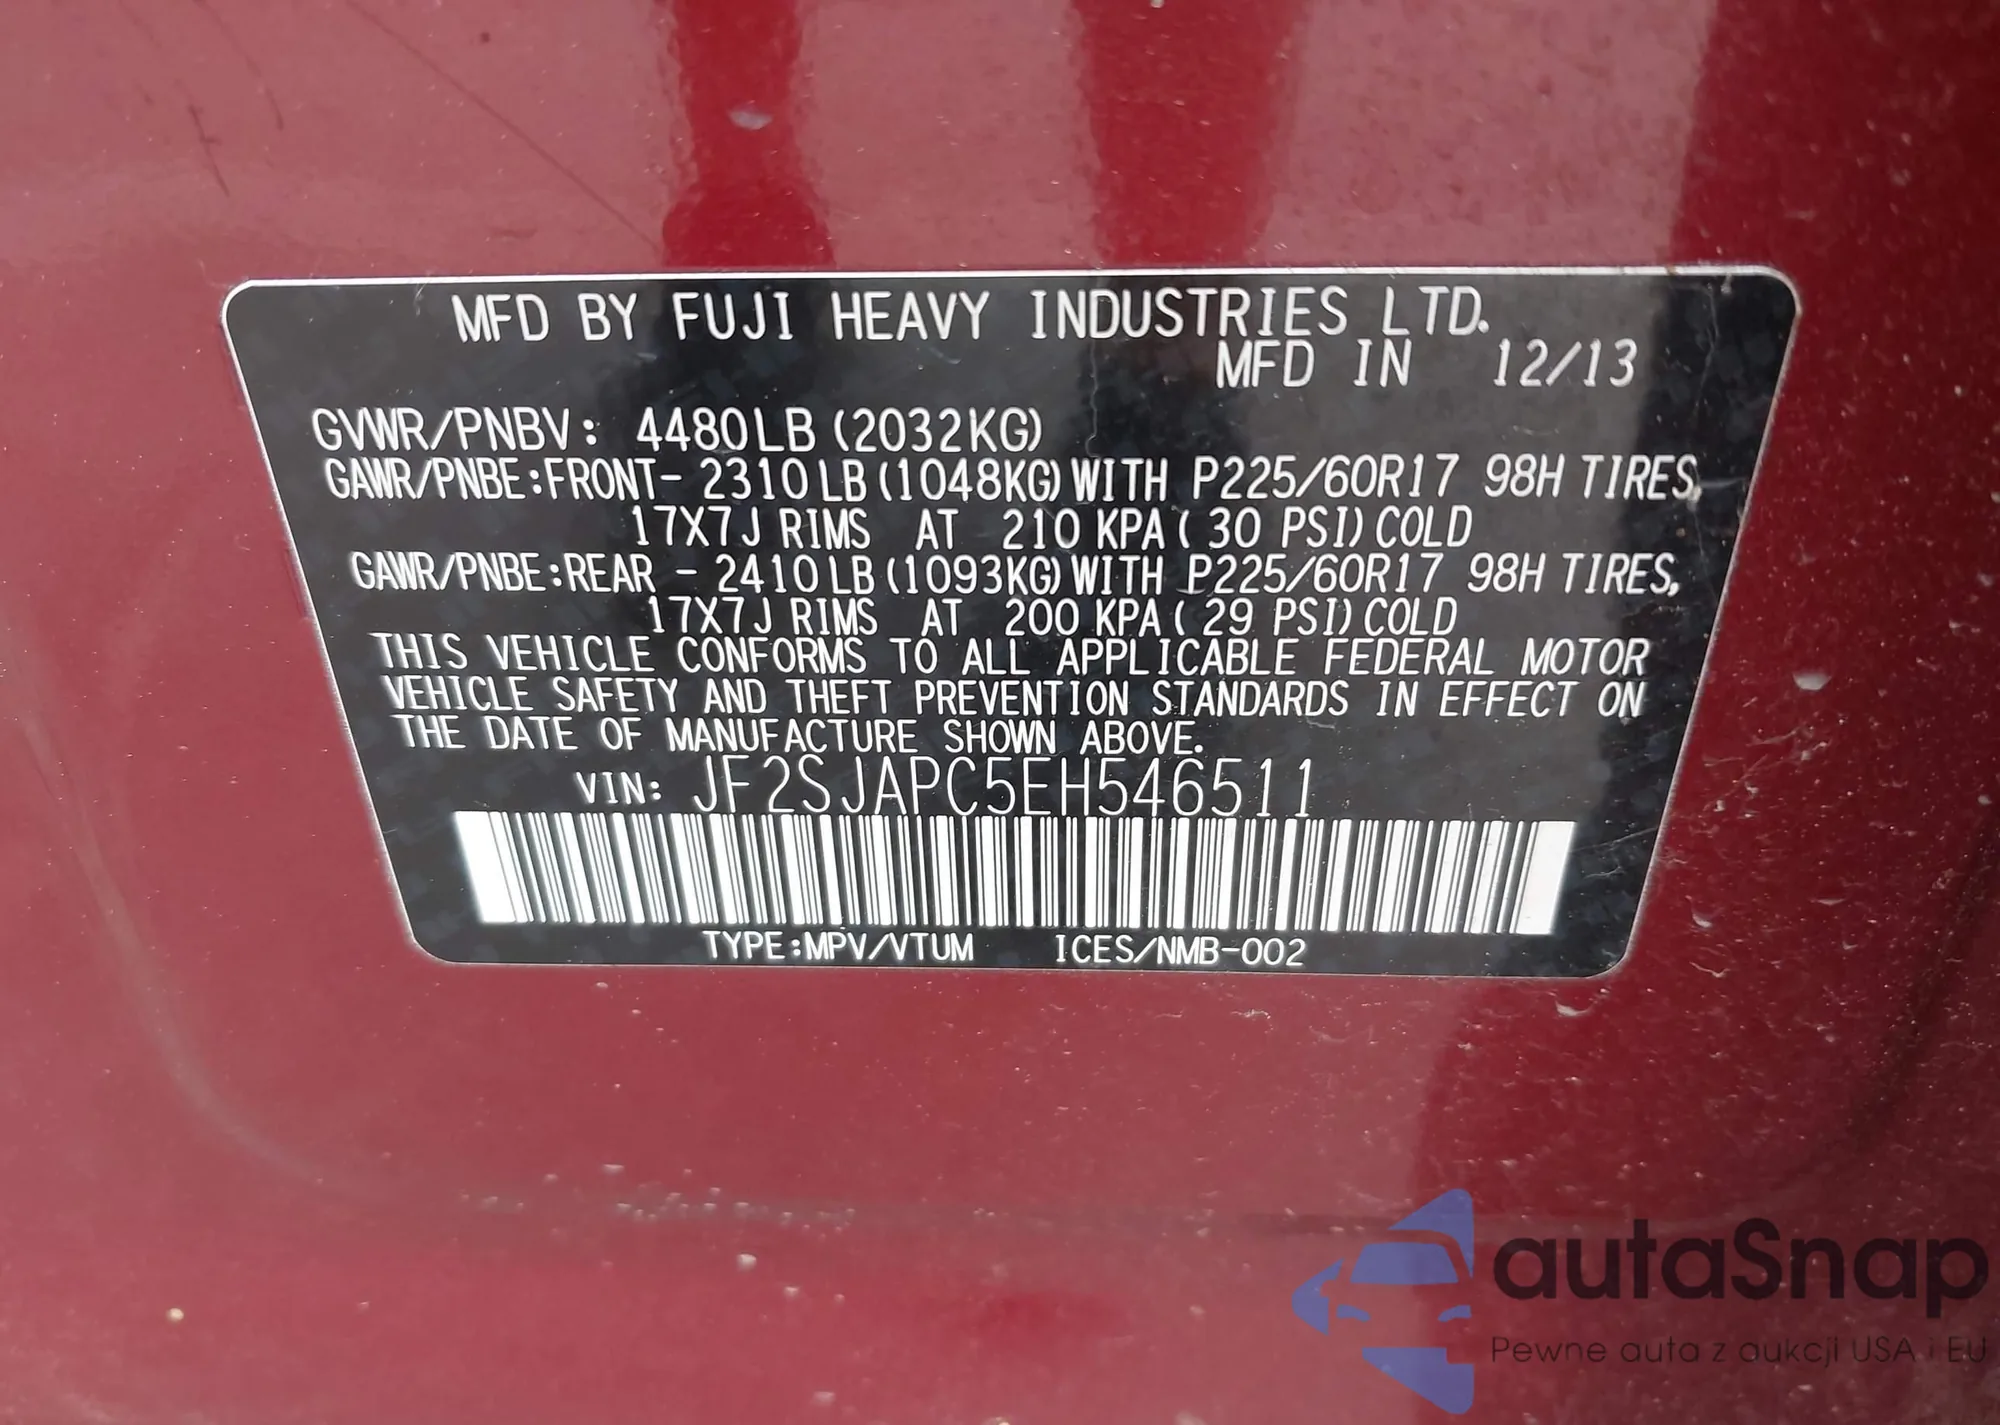 MFD BY FUJI HEAVY INDUSTRIES LTD.
MFD IN 12/13
GVWR/PNBV: 4480LB (2032KG)
GAWR/PNBE:FRONT- 2310LB (1048KG) WITH P225/60R17 98H TIRES,
17X7J RIMS AT 210 KPA ( 30 PSI) COLD
GAWR/PNBE:REAR - 2410LB (1093KG) WITH P225/60R17 98H TIRES,
17X7J RIMS AT 200 KPA ( 29 PSI) COLD
THIS VEHICLE CONFORMS TO ALL APPLICABLE FEDERAL MOTOR
VEHICLE SAFETY AND THEFT PREVENTION STANDARDS IN EFFECT ON
THE DATE OF MANUFACTURE SHOWN ABOVE.
VIN: JF2SJAPC5EH546511
TYPE:MPV/VTUM ICES/NMB-002
autaSnap
Pewne auta z aukcji USA i EU